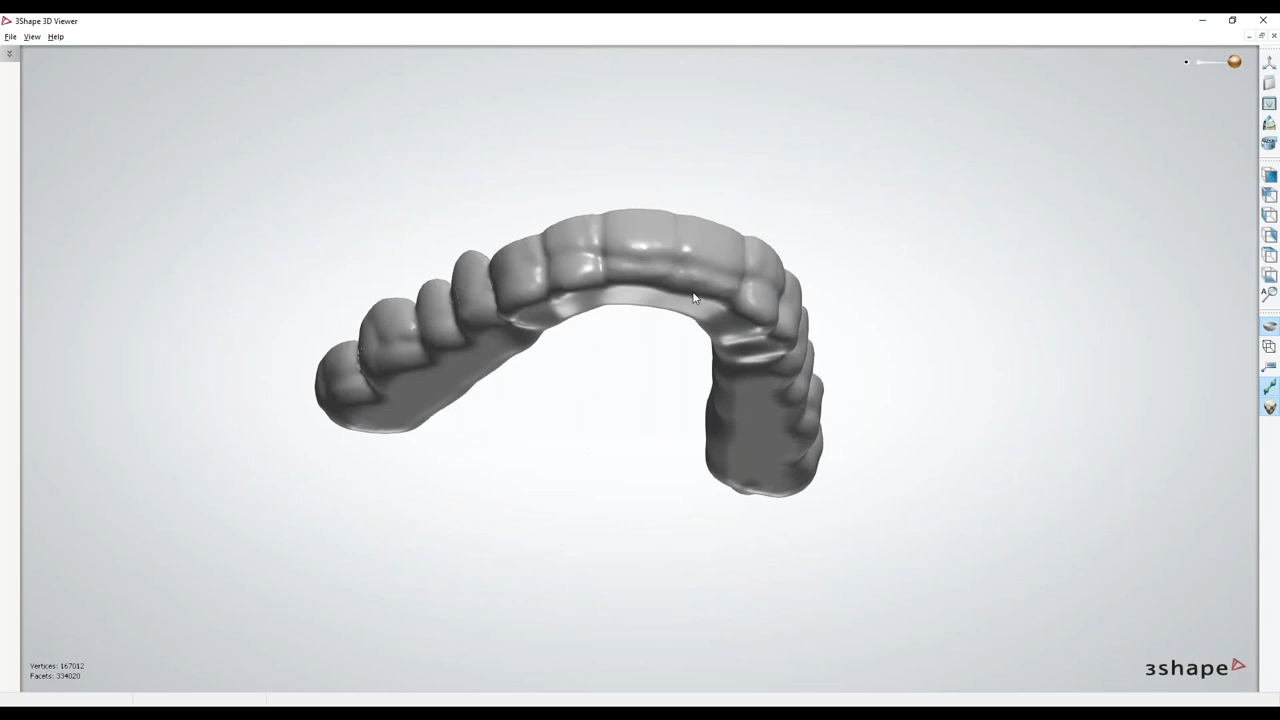 3Shape 3D Viewer
File View Help
Vertices: 167012
Facets: 334020
3shape